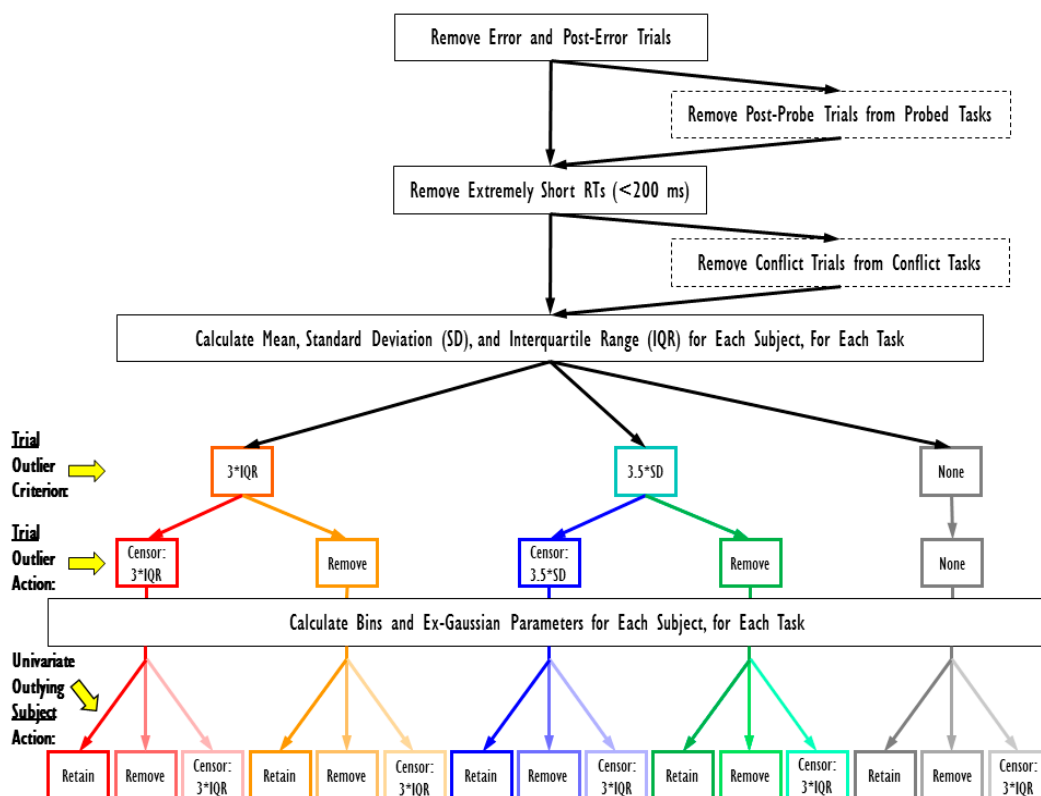 Remove Error and Post-Error Trials
Remove Post-Probe Trials from Probed Tasks
Remove Extremely Short RTs (<200 ms)
Remove Conflict Trials from Conflict Tasks
Calculate Mean, Standard Deviation (SD), and Interquartile Range (IQR) for Each Subject, For Each Task
Trial
Outlier
Criterion:
3*IQR
3.5*SD
None
Trial
Outlier
Action:
Censor:
3*IQR
Remove
Censor:
3.5*SD
Remove
None
Calculate Bins and Ex-Gaussian Parameters for Each Subject, for Each Task
Univariate
Outlying
Subject
Action:
Retain
Remove
Censor:
3*IQR
Retain
Remove
Censor:
3*IQR
Retain
Remove
Censor:
3*IQR
Retain
Remove
Censor:
3*IQR
Retain
Remove
Censor:
3*IQR